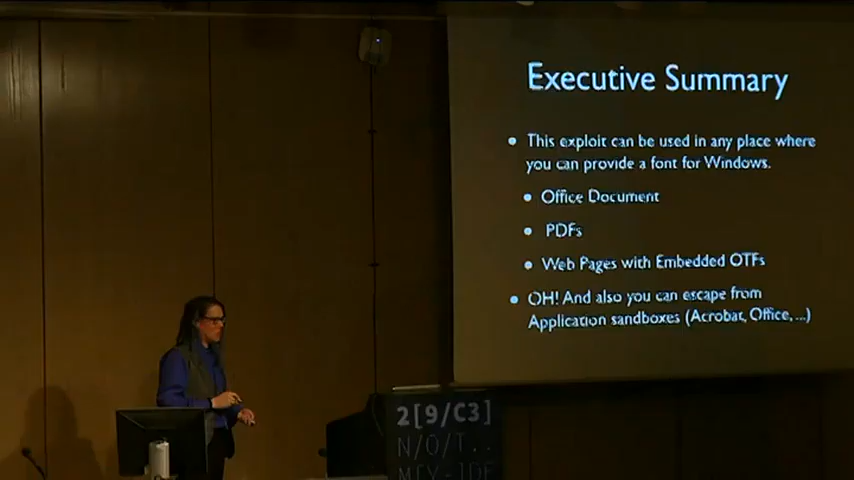 Executive Summary
• This exploit can be used in any place where
you can provide a font for Windows.
• Office Document
• PDFs
• Web Pages with Embedded OTFs
• OH! And also you can escape from
Application sandboxes (Acrobat, Office, ...)
2[9/C3]
N/O/T..